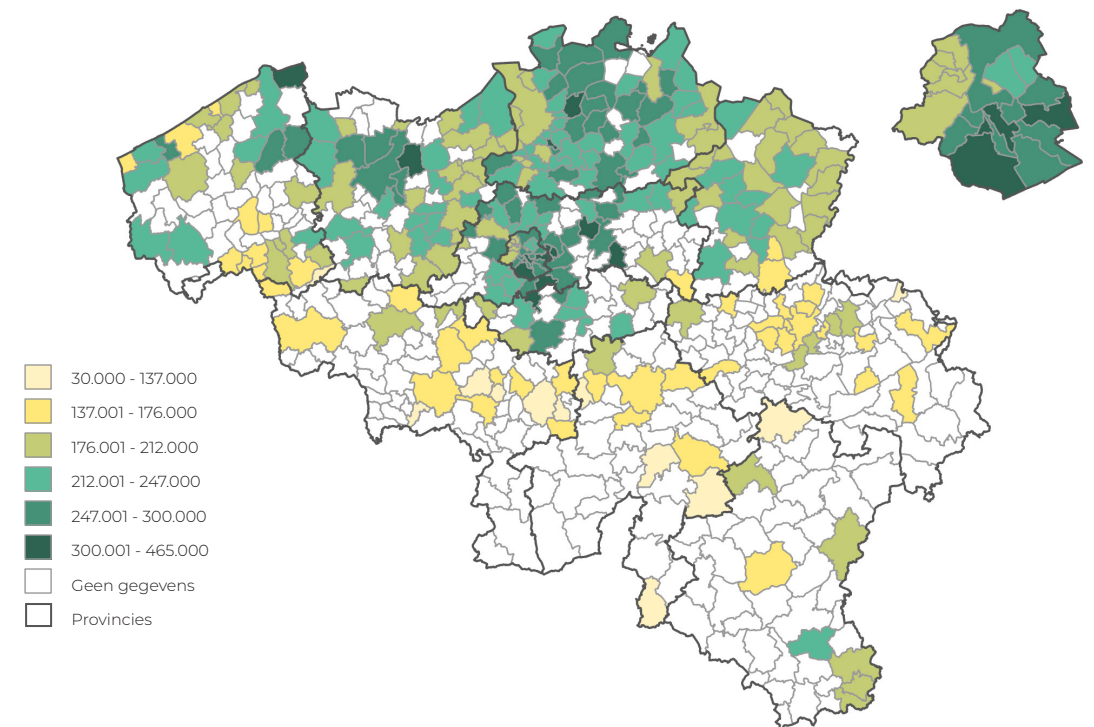 30.000 - 137.000
137.001 - 176.000
176.001 - 212.000
212.001 - 247.000
247.001 - 300.000
300.001 - 465.000
Geen gegevens
Provincies